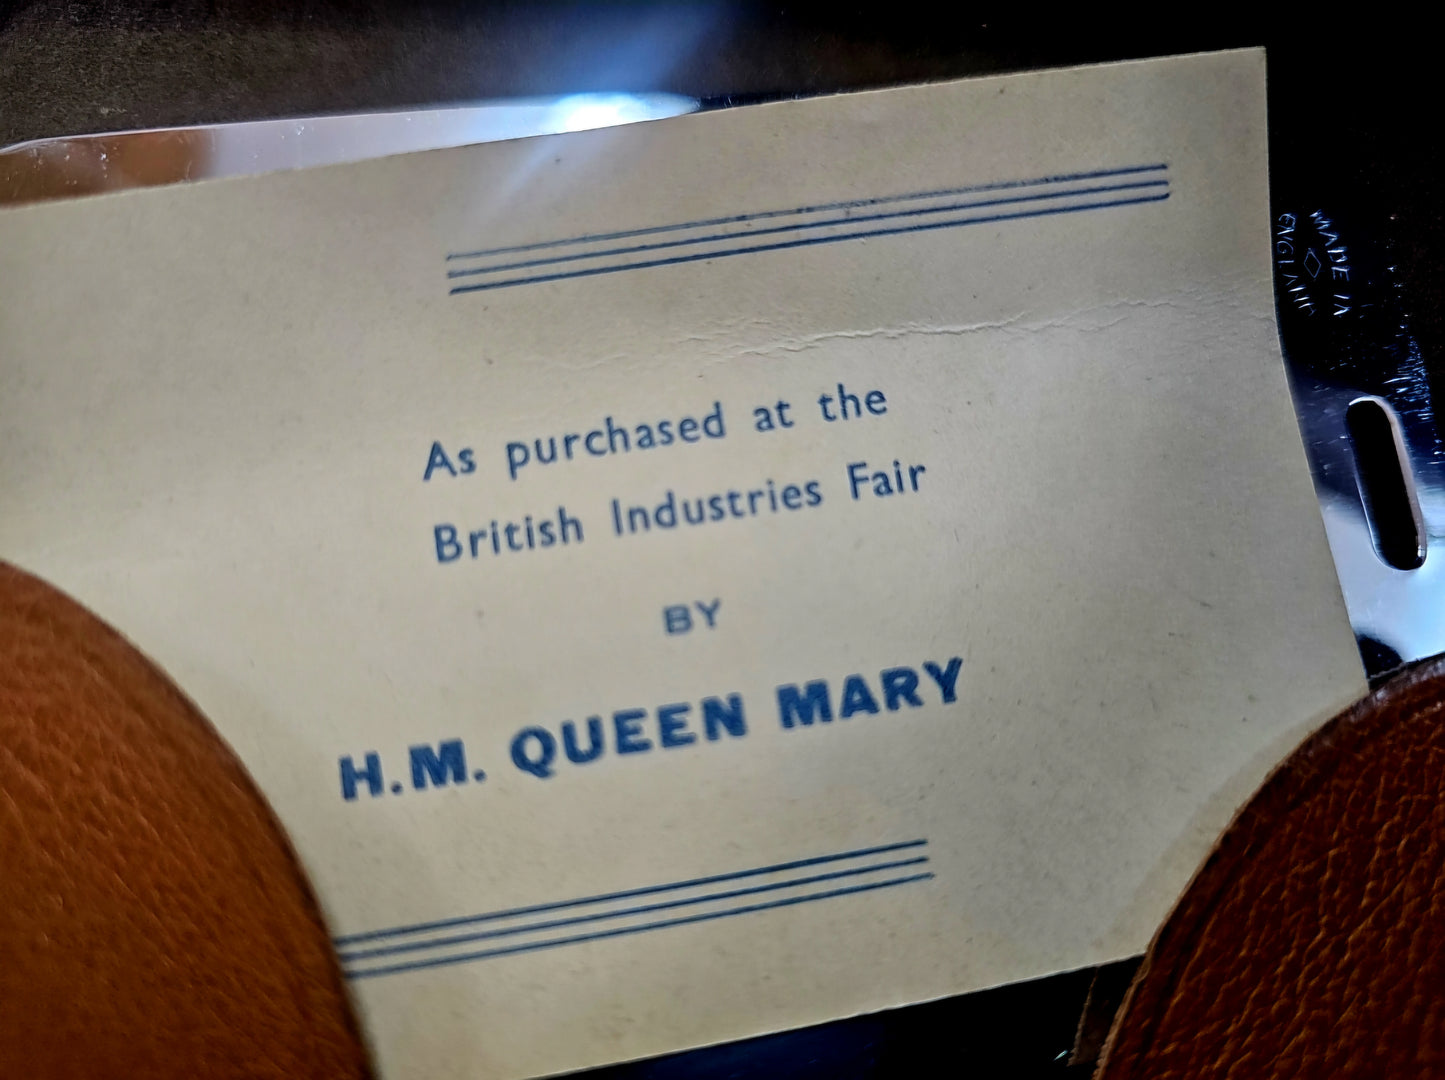 As purchased at the
British Industries Fair
BY
H.M. QUEEN MARY
MADE IN
ENGLAND